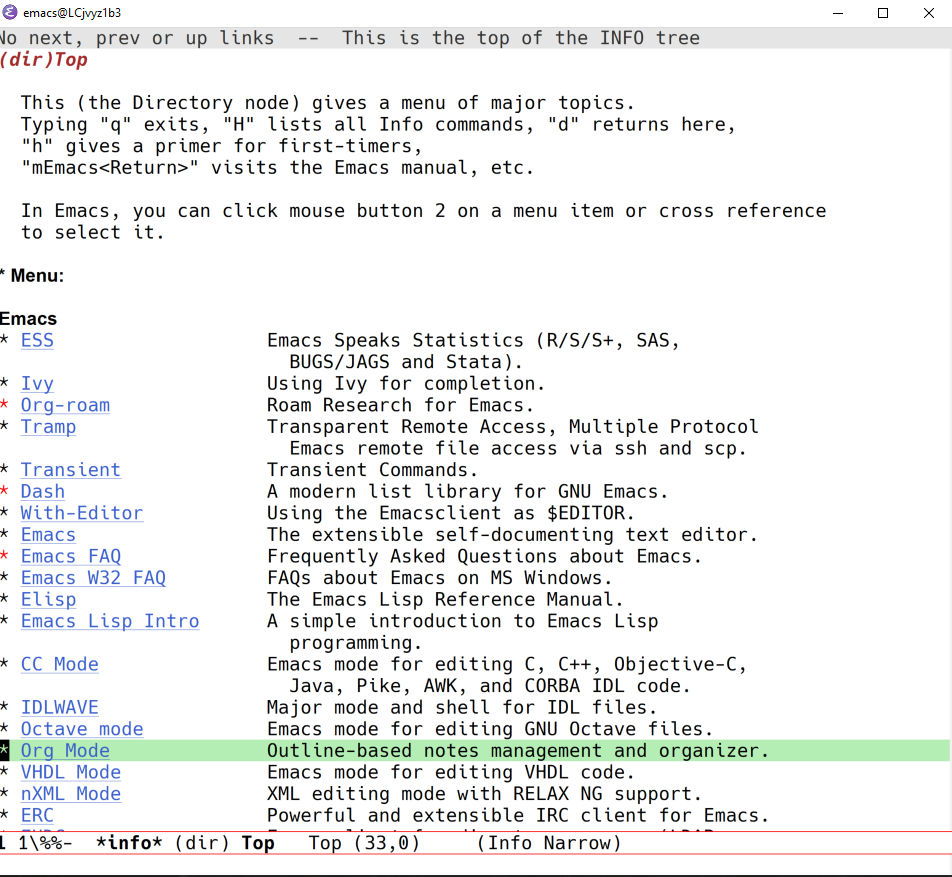 emacs@LCjvyz1b3
No next, prev or up links  --  This is the top of the INFO tree
(dir)Top
This (the Directory node) gives a menu of major topics.
Typing "q" exits, "H" lists all Info commands, "d" returns here,
"h" gives a primer for first-timers,
"mEmacs<Return>" visits the Emacs manual, etc.
In Emacs, you can click mouse button 2 on a menu item or cross reference
to select it.
* Menu:
Emacs
* ESS Emacs Speaks Statistics (R/S/S+, SAS,
BUGS/JAGS and Stata).
* Ivy Using Ivy for completion.
* Org-roam Roam Research for Emacs.
* Tramp Transparent Remote Access, Multiple Protocol
Emacs remote file access via ssh and scp.
* Transient Transient Commands.
* Dash A modern list library for GNU Emacs.
* With-Editor Using the Emacsclient as $EDITOR.
* Emacs The extensible self-documenting text editor.
* Emacs FAQ Frequently Asked Questions about Emacs.
* Emacs W32 FAQ FAQs about Emacs on MS Windows.
* Elisp The Emacs Lisp Reference Manual.
* Emacs Lisp Intro A simple introduction to Emacs Lisp
programming.
* CC Mode Emacs mode for editing C, C++, Objective-C,
Java, Pike, AWK, and CORBA IDL code.
* IDLWAVE Major mode and shell for IDL files.
* Octave mode Emacs mode for editing GNU Octave files.
* Org Mode Outline-based notes management and organizer.
* VHDL Mode Emacs mode for editing VHDL code.
* nXML Mode XML editing mode with RELAX NG support.
* ERC Powerful and extensible IRC client for Emacs.
1 1\%%-  *info* (dir) Top   Top (33,0)     (Info Narrow)